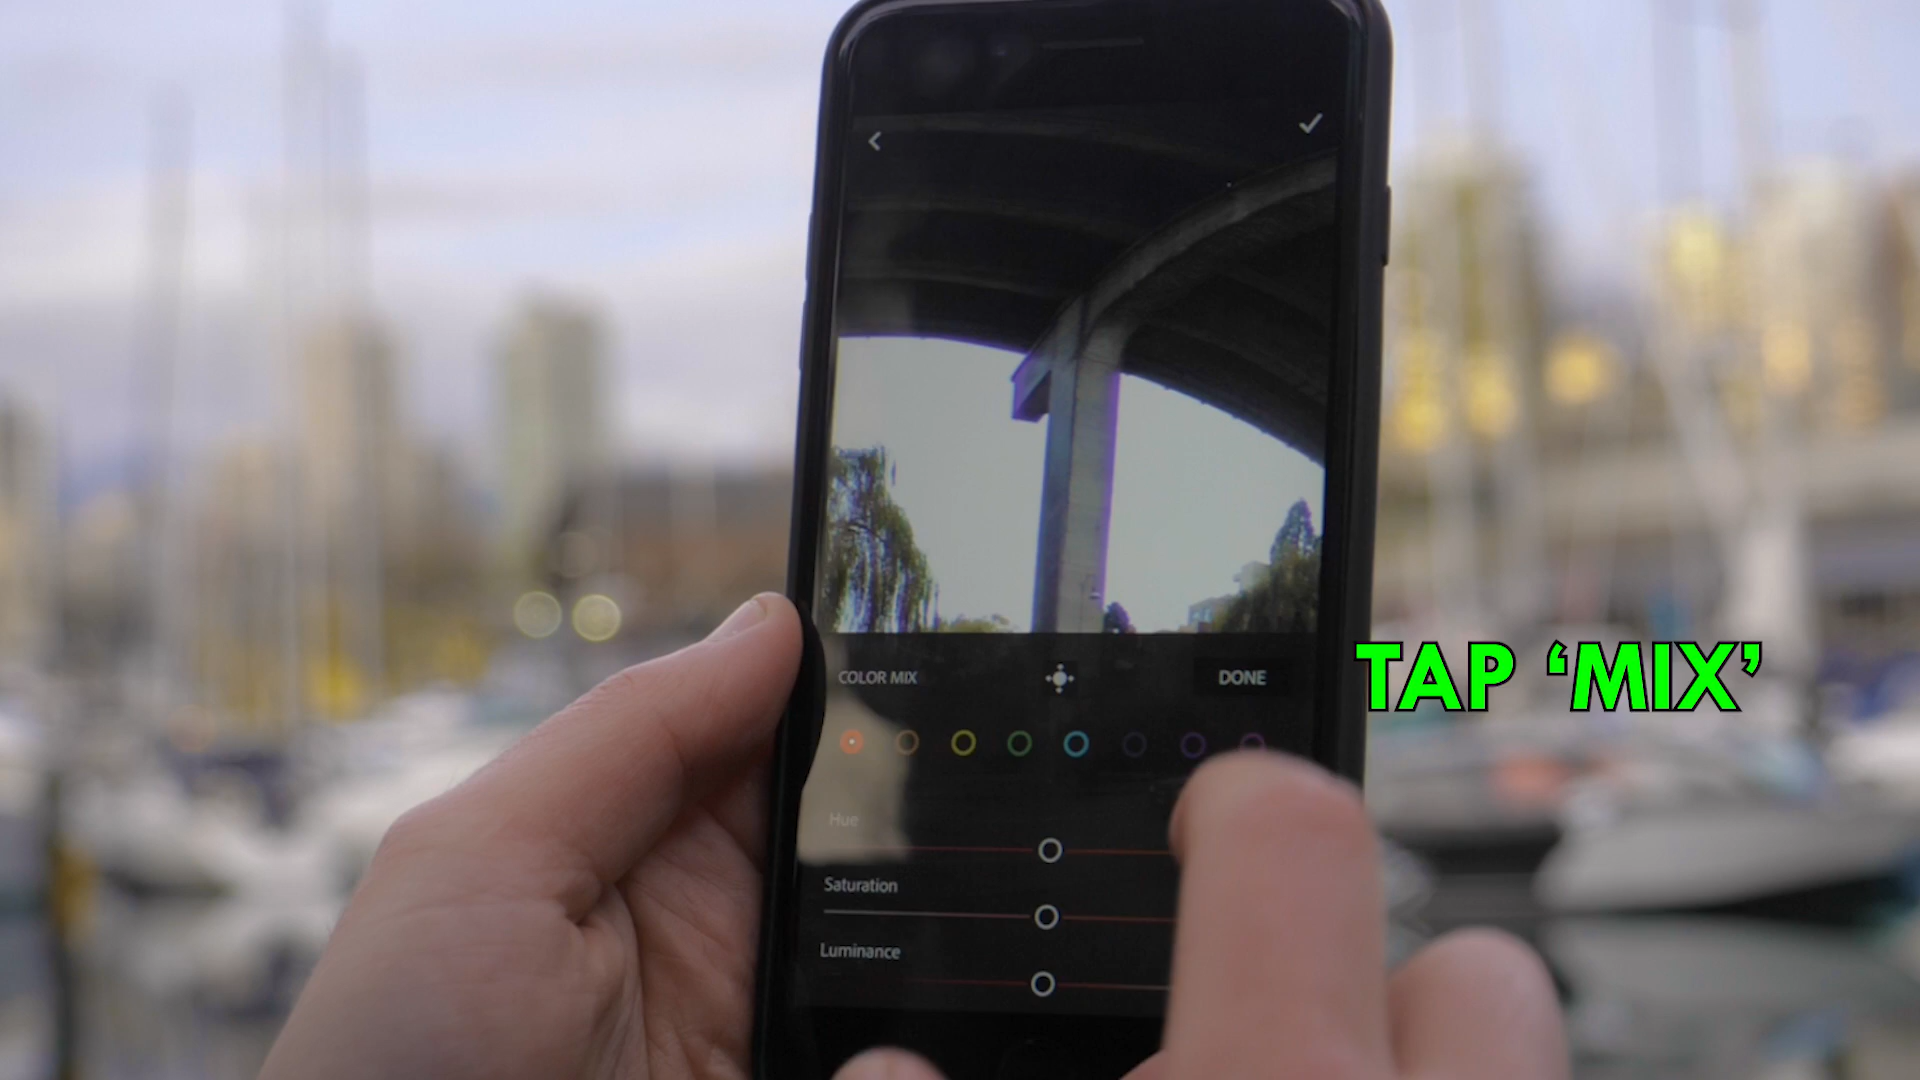 COLOR MIX
DONE
TAP ‘MIX’
Hue
Saturation
Luminance